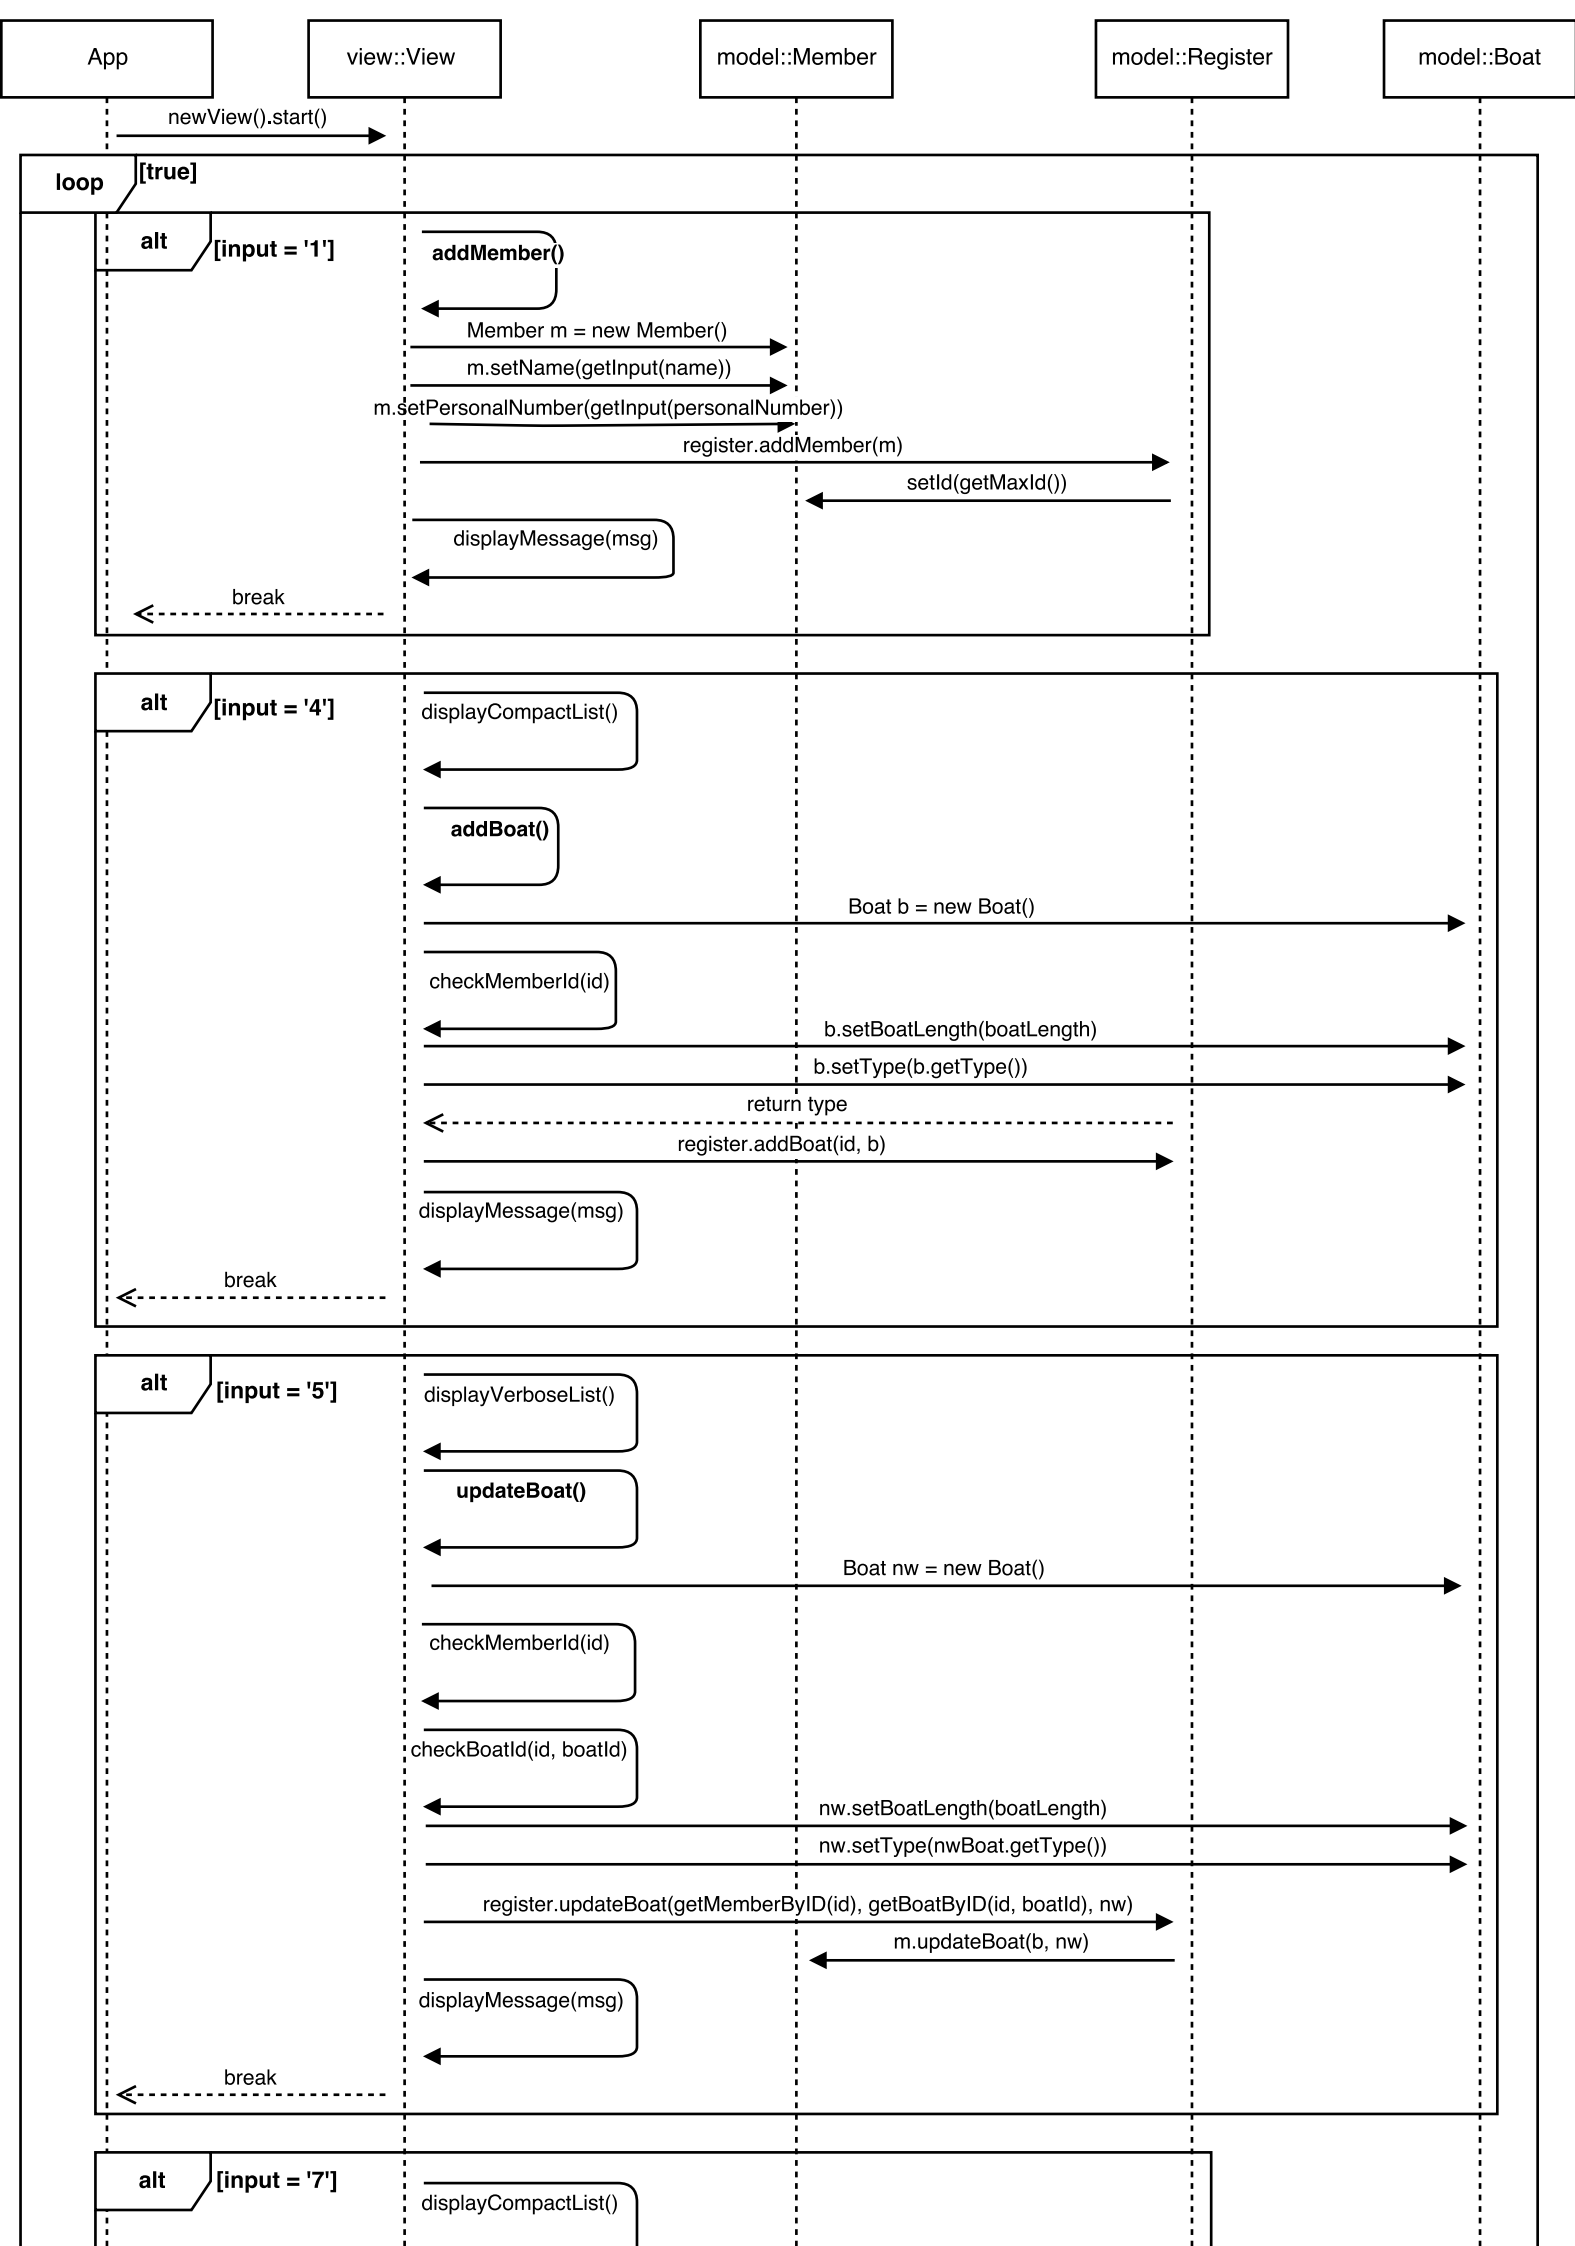 App
view::View
model::Member
model::Register
model::Boat
newView().start()
loop
[true]
alt
[input = '1']
addMember()
Member m = new Member()
m.setName(getInput(name))
m.setPersonalNumber(getInput(personalNumber))
register.addMember(m)
setId(getMaxId())
displayMessage(msg)
break
alt
[input = '4']
displayCompactList()
addBoat()
Boat b = new Boat()
checkMemberId(id)
b.setBoatLength(boatLength)
b.setType(b.getType())
return type
register.addBoat(id, b)
displayMessage(msg)
break
alt
[input = '5']
displayVerboseList()
updateBoat()
Boat nw = new Boat()
checkMemberId(id)
checkBoatId(id, boatId)
nw.setBoatLength(boatLength)
nw.setType(nwBoat.getType())
register.updateBoat(getMemberByID(id), getBoatByID(id, boatId), nw)
m.updateBoat(b, nw)
displayMessage(msg)
break
alt
[input = '7']
displayCompactList()